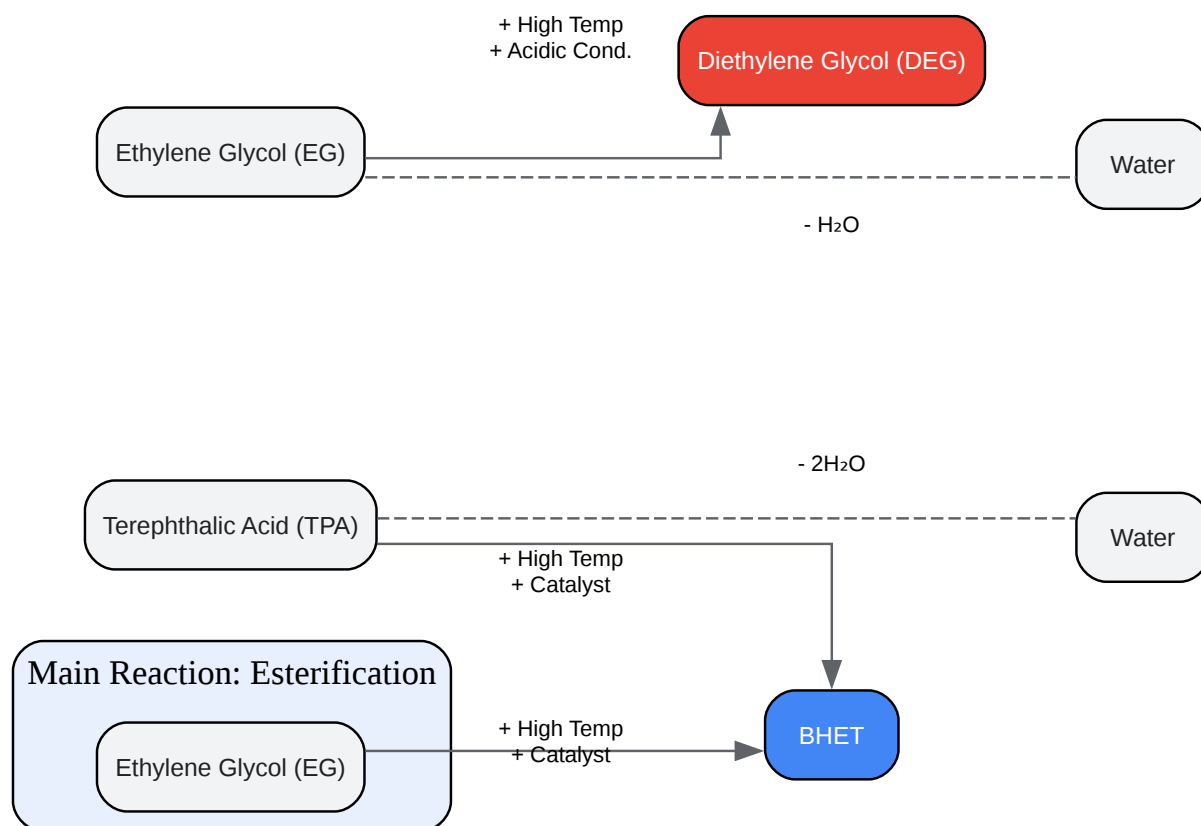 + High Temp
+ Acidic Cond.
Diethylene Glycol (DEG)
Ethylene Glycol (EG)
Water
- H₂O
- 2H₂O
Terephthalic Acid (TPA)
Water
+ High Temp
+ Catalyst
Main Reaction: Esterification
+ High Temp
+ Catalyst
BHET
Ethylene Glycol (EG)